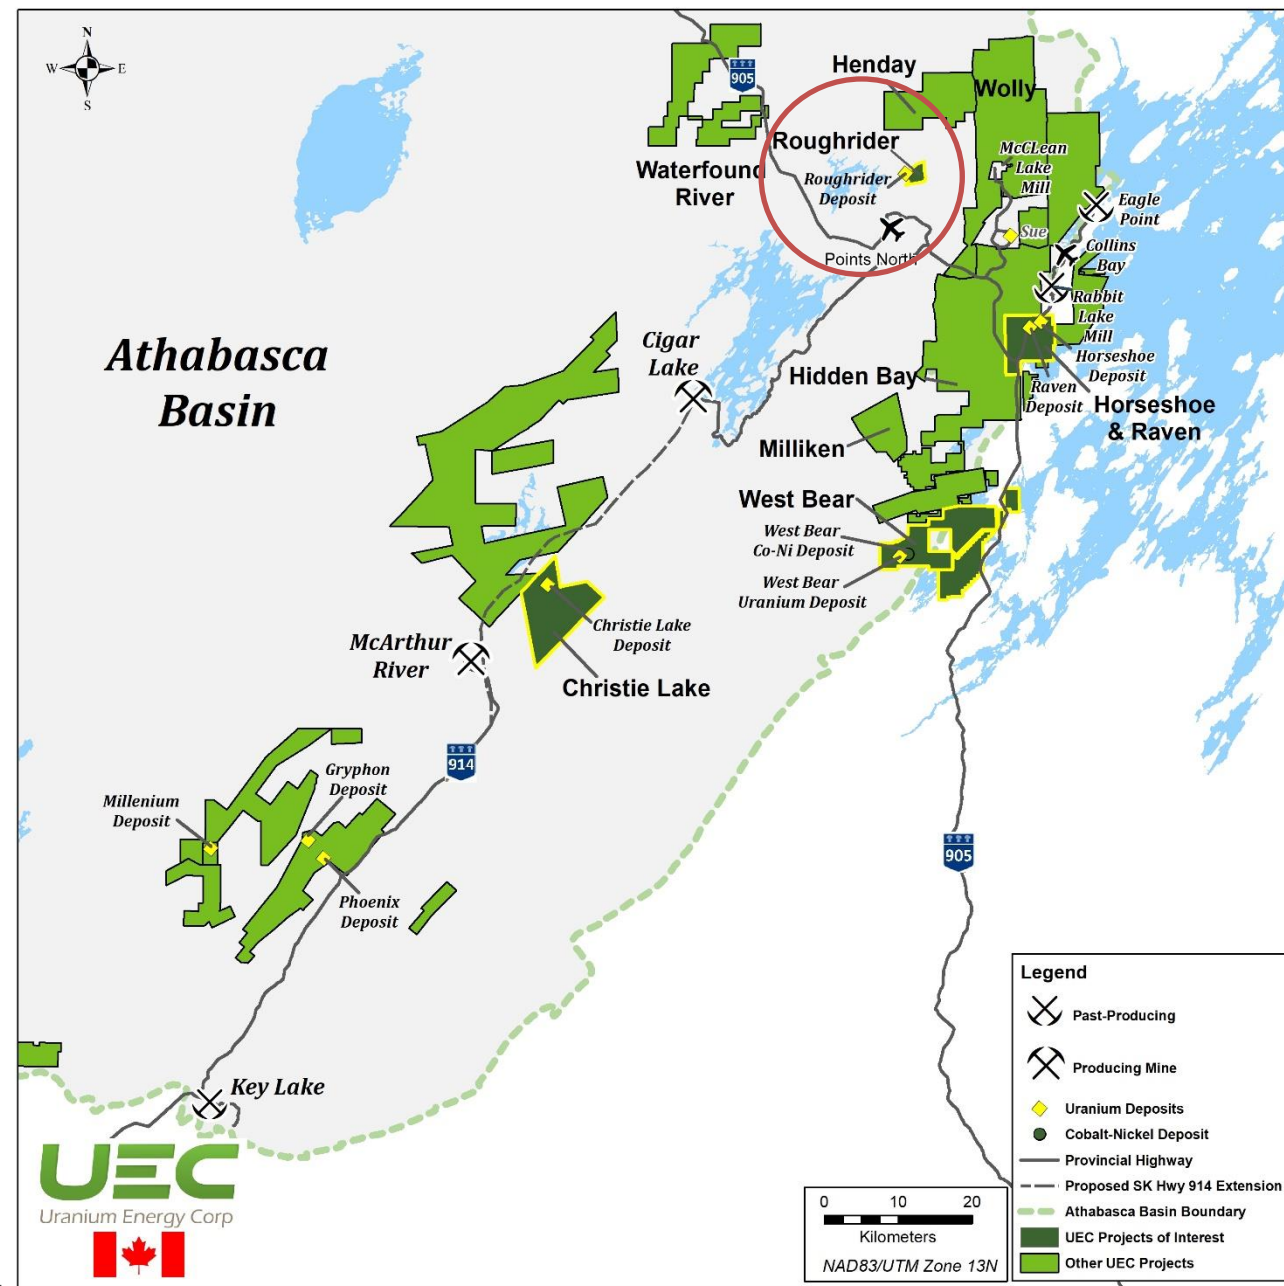 N
W
E
S
905
Henday
Wolly
Waterfound
River
Roughrider
Roughrider
Deposit
McCLean
Lake
Mill
Eagle
Point
Sue
Collins
Bay
Points North
Rabbit
Lake
Mill
Horseshoe
Deposit
Raven
Deposit
Horseshoe
& Raven
Athabasca
Basin
Cigar
Lake
Hidden Bay
Milliken
West Bear
West Bear
Co-Ni Deposit
West Bear
Uranium Deposit
Christie Lake
Deposit
McArthur
River
Christie Lake
914
Gryphon
Deposit
Millenium
Deposit
Phoenix
Deposit
905
Key Lake
UEC
Uranium Energy Corp
0 10 20
Kilometers
NAD83/UTM Zone 13N
Legend
Past-Producing
Producing Mine
Uranium Deposits
Cobalt-Nickel Deposit
Provincial Highway
Proposed SK Hwy 914 Extension
Athabasca Basin Boundary
UEC Projects of Interest
Other UEC Projects